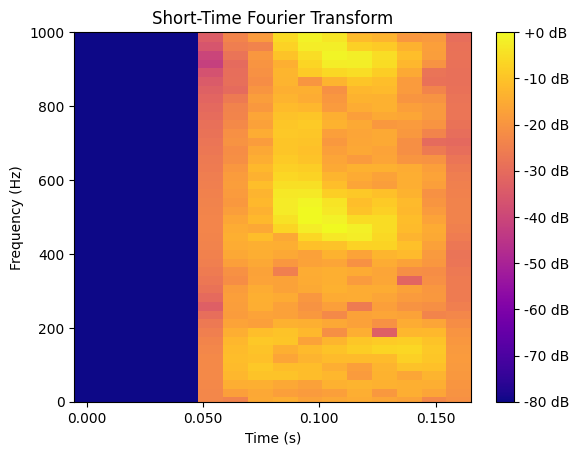 Short-Time Fourier Transform
1000
800
600
400
200
0
Frequency (Hz)
0.000
0.050
0.100
0.150
Time (s)
+0 dB
-10 dB
-20 dB
-30 dB
-40 dB
-50 dB
-60 dB
-70 dB
-80 dB